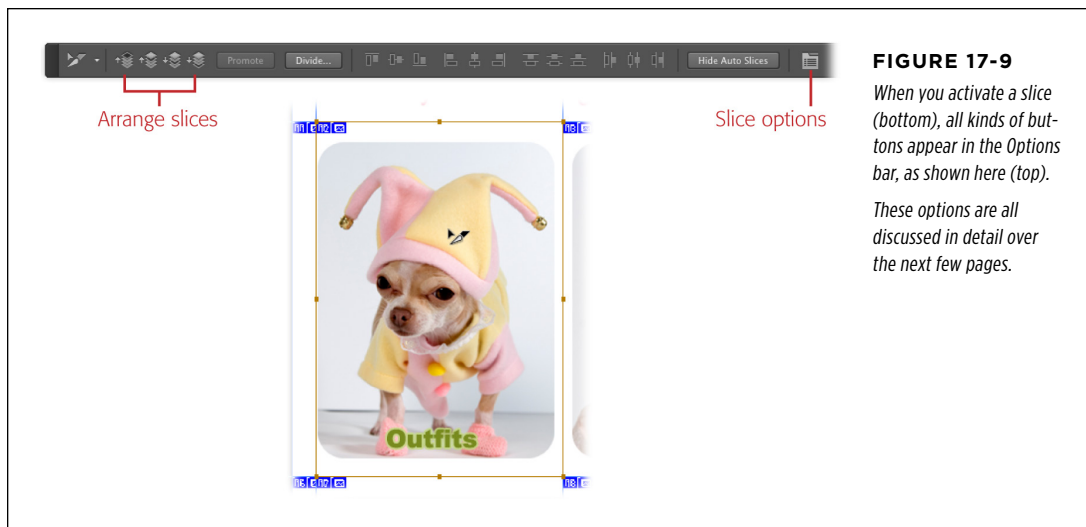 Promote Divide... Hide Auto Slices
Arrange slices
Slice options
Outfits
FIGURE 17-9
When you activate a slice
(bottom), all kinds of but-
tons appear in the Options
bar, as shown here (top).
These options are all
discussed in detail over
the next few pages.